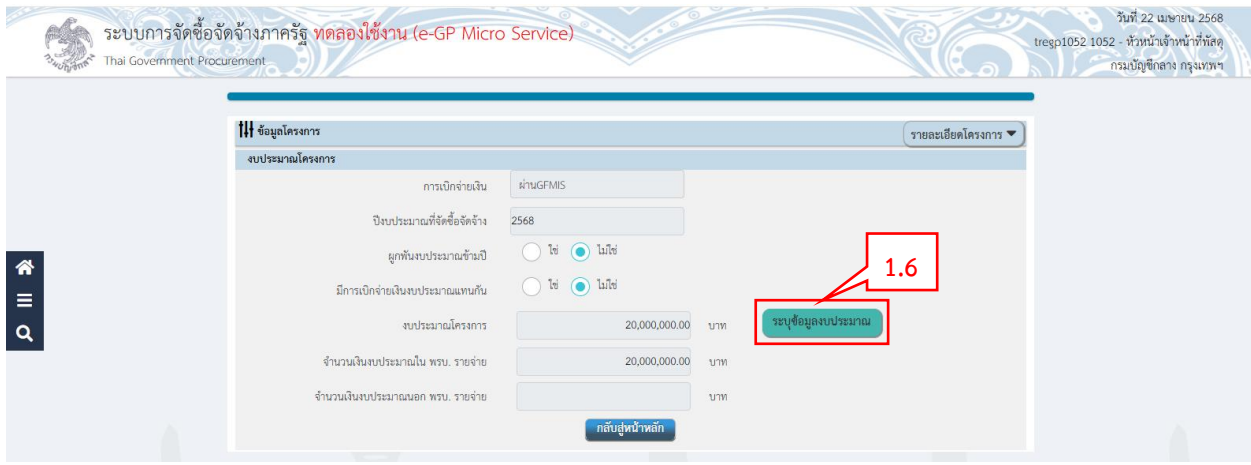 ระบบการจัดซื้อจัดจ้างภาครัฐ ทดลองใช้งาน (e-GP Micro Service)
Thai Government Procurement
วันที่ 22 เมษายน 2568
tregp1052 1052 - หัวหน้าเจ้าหน้าที่พัสดุ
กรมบัญชีกลาง กรุงเทพฯ
ข้อมูลโครงการ
รายละเอียดโครงการ
งบประมาณโครงการ
การเบิกจ่ายเงิน ผ่านGFMIS
ปีงบประมาณที่จัดซื้อจัดจ้าง 2568
ผูกพันงบประมาณข้ามปี ใช่ ไม่ใช่
มีการเบิกจ่ายเงินงบประมาณแทนกัน ใช่ ไม่ใช่
1.6
งบประมาณโครงการ 20,000,000.00 บาท ระบุข้อมูลงบประมาณ
จำนวนเงินงบประมาณใน พรบ. รายจ่าย 20,000,000.00 บาท
จำนวนเงินงบประมาณนอก พรบ. รายจ่าย บาท
กลับสู่หน้าหลัก